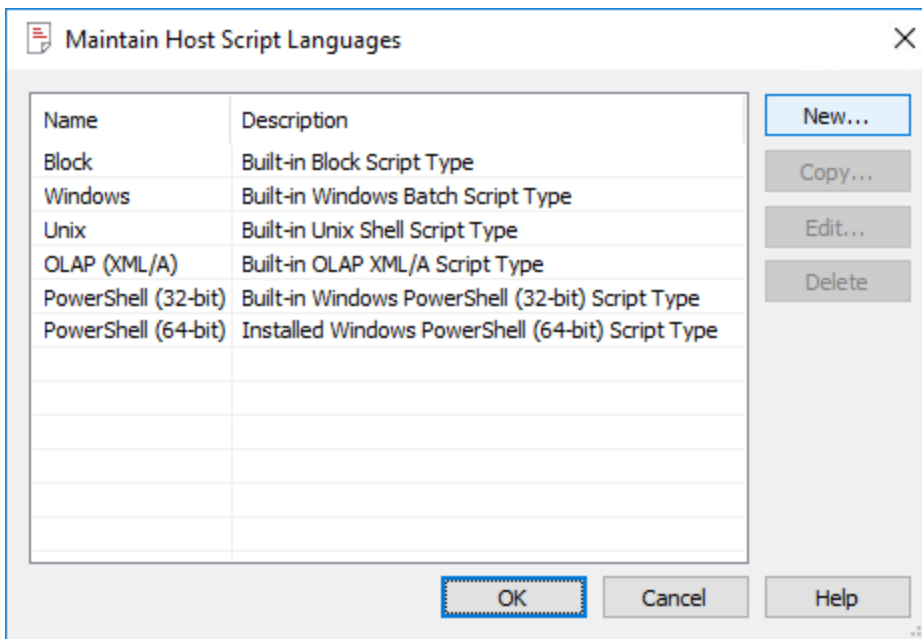 Maintain Host Script Languages
Name Description
New...
Block Built-in Block Script Type
Copy...
Windows Built-in Windows Batch Script Type
Unix Built-in Unix Shell Script Type
Edit...
OLAP (XML/A) Built-in OLAP XML/A Script Type
Delete
PowerShell (32-bit) Built-in Windows PowerShell (32-bit) Script Type
PowerShell (64-bit) Installed Windows PowerShell (64-bit) Script Type
OK Cancel Help